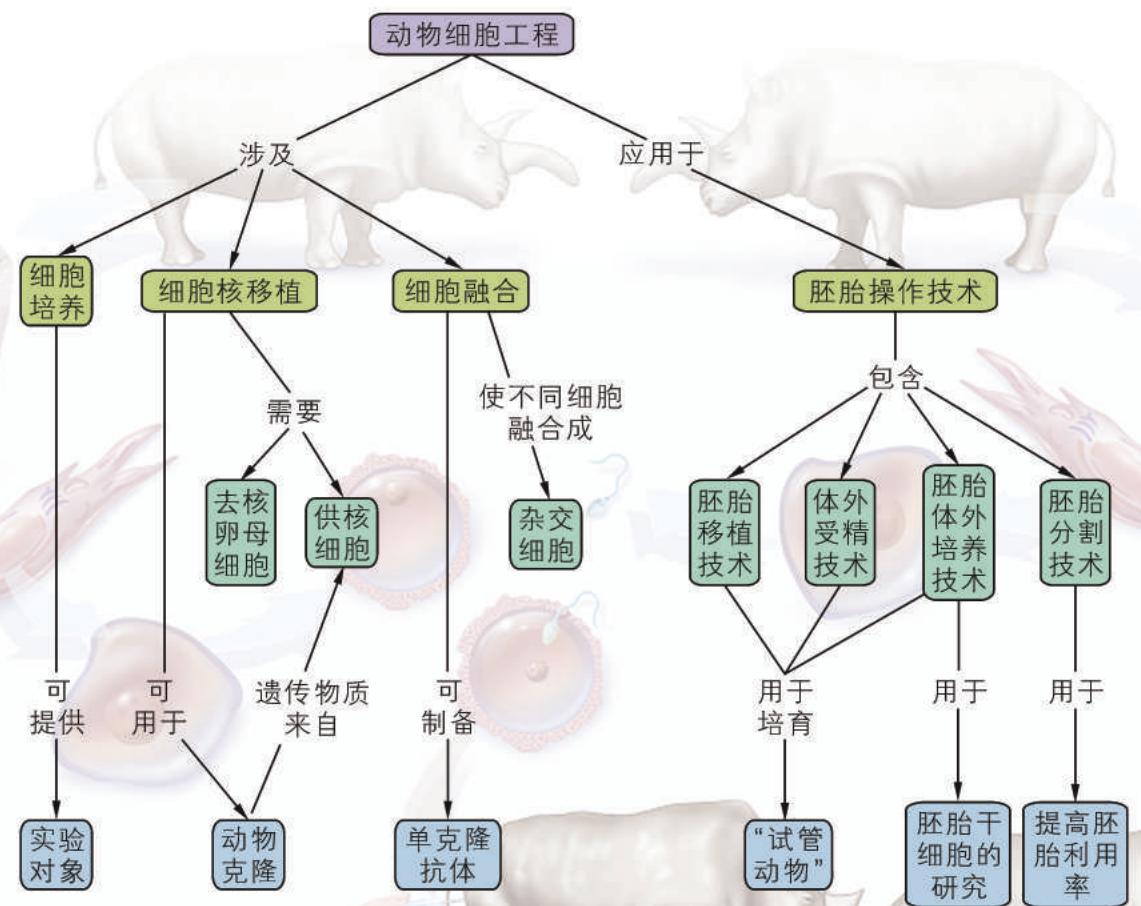 动物细胞工程
涉及
应用于
细胞
培养
细胞核移植
细胞融合
胚胎操作技术
需要
使不同细胞
融合成
包含
去核
卵母
细胞
供核
细胞
杂交
细胞
胚胎
移植
技术
体外
受精
技术
胚胎
体外
培养
技术
胚胎
分割
技术
可
提供
可
用于
遗传物质
来自
可
制备
用于
培育
用于
用于
实验
对象
动物
克隆
单克隆
抗体
“试管
动物”
胚胎干
细胞的
研究
提高胚
胎利用
率